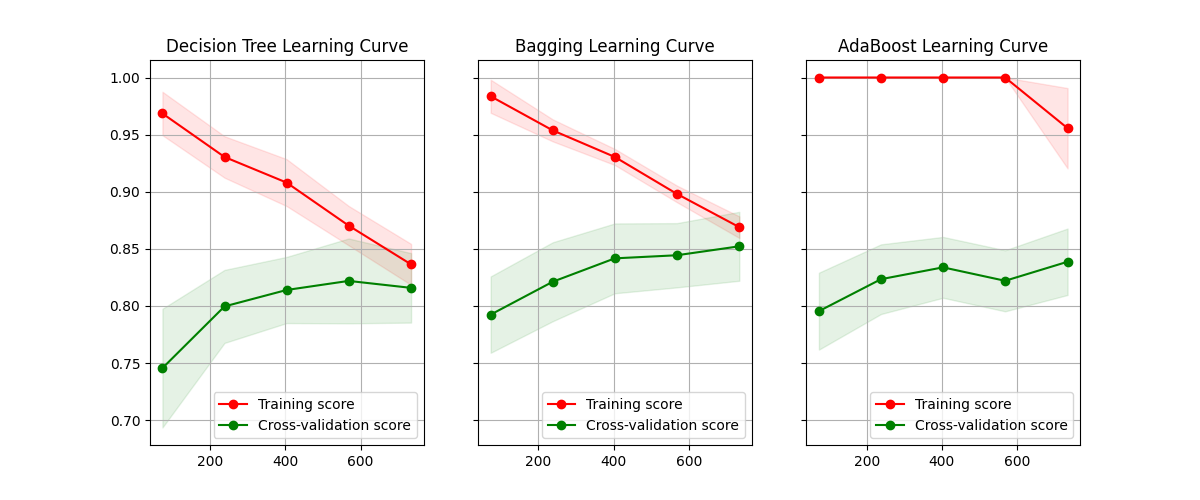 Decision Tree Learning Curve
Bagging Learning Curve
AdaBoost Learning Curve
1.00
0.95
0.90
0.85
0.80
0.75
0.70
Training score
Cross-validation score
Training score
Cross-validation score
Training score
Cross-validation score
200 400 600
200 400 600
200 400 600